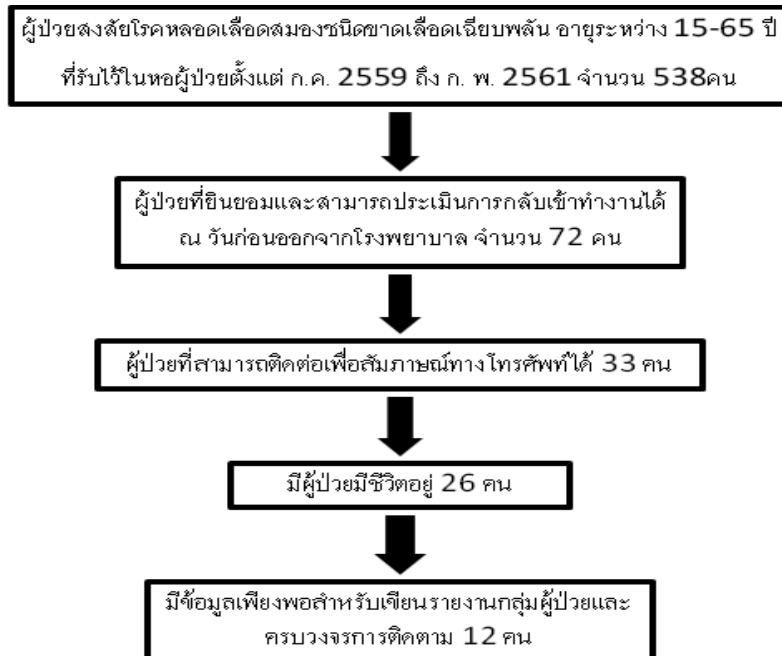 ผู้ป่วยสงสัยโรคหลอดเลือดสมองชนิดขาดเลือดเฉียบพลัน อายุระหว่าง 15-65 ปี
ที่รับไว้ในหอผู้ป่วยตั้งแต่ ก.ค. 2559 ถึง ก. พ. 2561 จำนวน 538คน
ผู้ป่วยที่ยินยอมและสามารถประเมินการกลับเข้าทำงานได้
ณ วันก่อนออกจากโรงพยาบาล จำนวน 72 คน
ผู้ป่วยที่สามารถติดต่อเพื่อสัมภาษณ์ทางโทรศัพท์ได้ 33 คน
มีผู้ป่วยมีชีวิตอยู่ 26 คน
มีข้อมูลเพียงพอสำหรับเขียนรายงานกลุ่มผู้ป่วยและ
ครบวงจรการติดตาม 12 คน